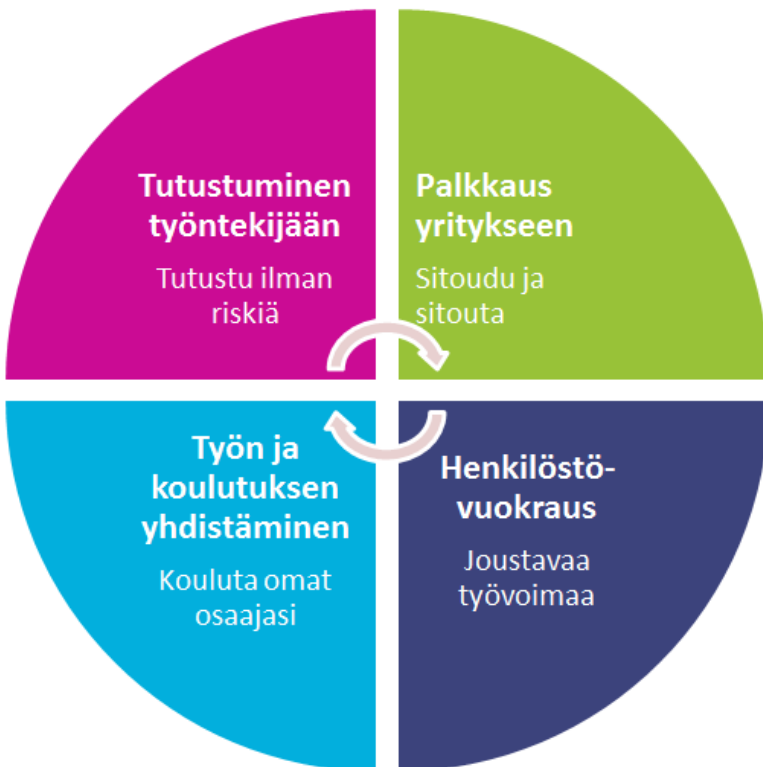 Tutustuminen
työntekijään
Tutustu ilman
riskiä
Palkkaus
yritykseen
Sitoudu ja
sitouta
Työn ja
koulutuksen
yhdistäminen
Kouluta omat
osaajasi
Henkilöstö-
vuokraus
Joustavaa
työvoimaa